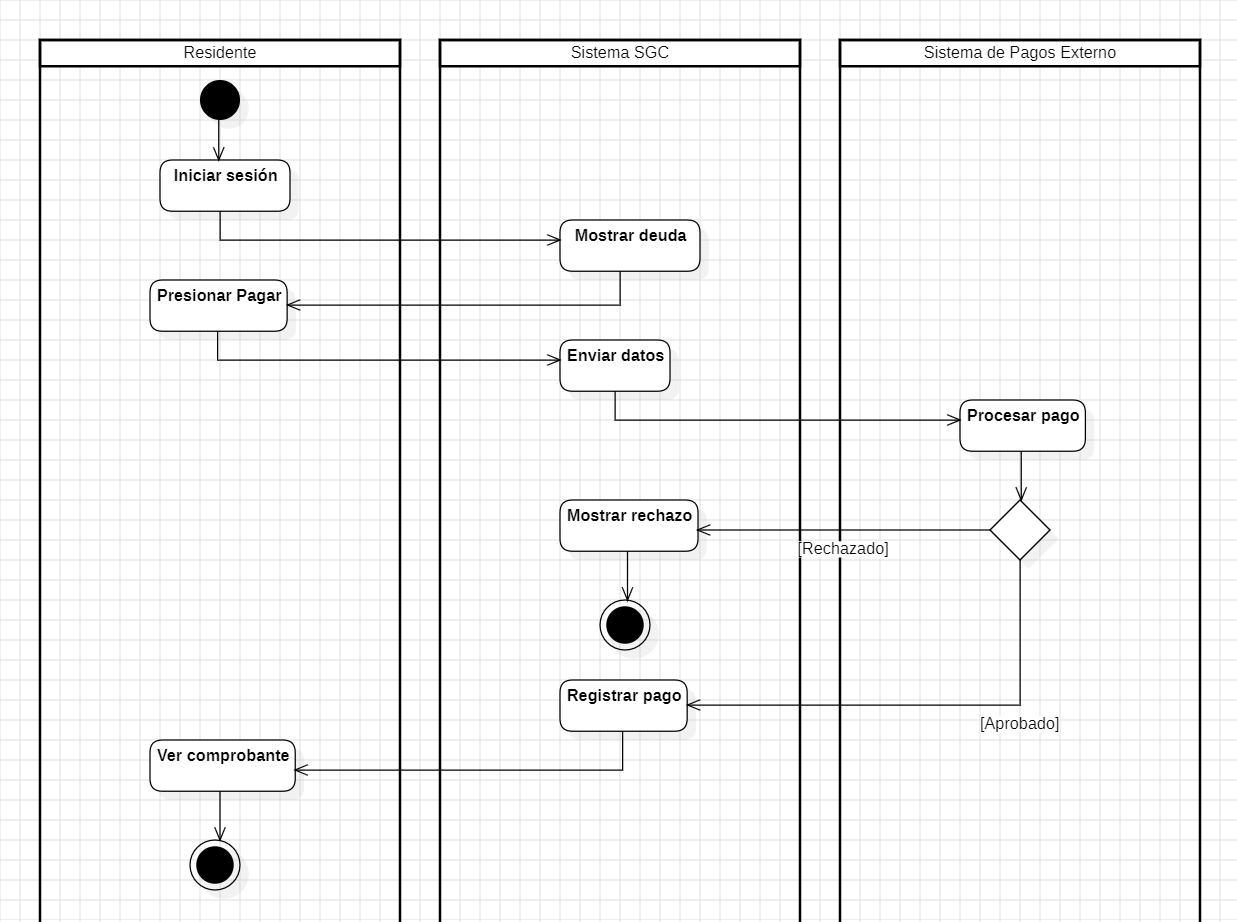 Residente
Sistema SGC
Sistema de Pagos Externo
Iniciar sesión
Mostrar deuda
Presionar Pagar
Enviar datos
Procesar pago
Mostrar rechazo
[Rechazado]
Registrar pago
[Aprobado]
Ver comprobante